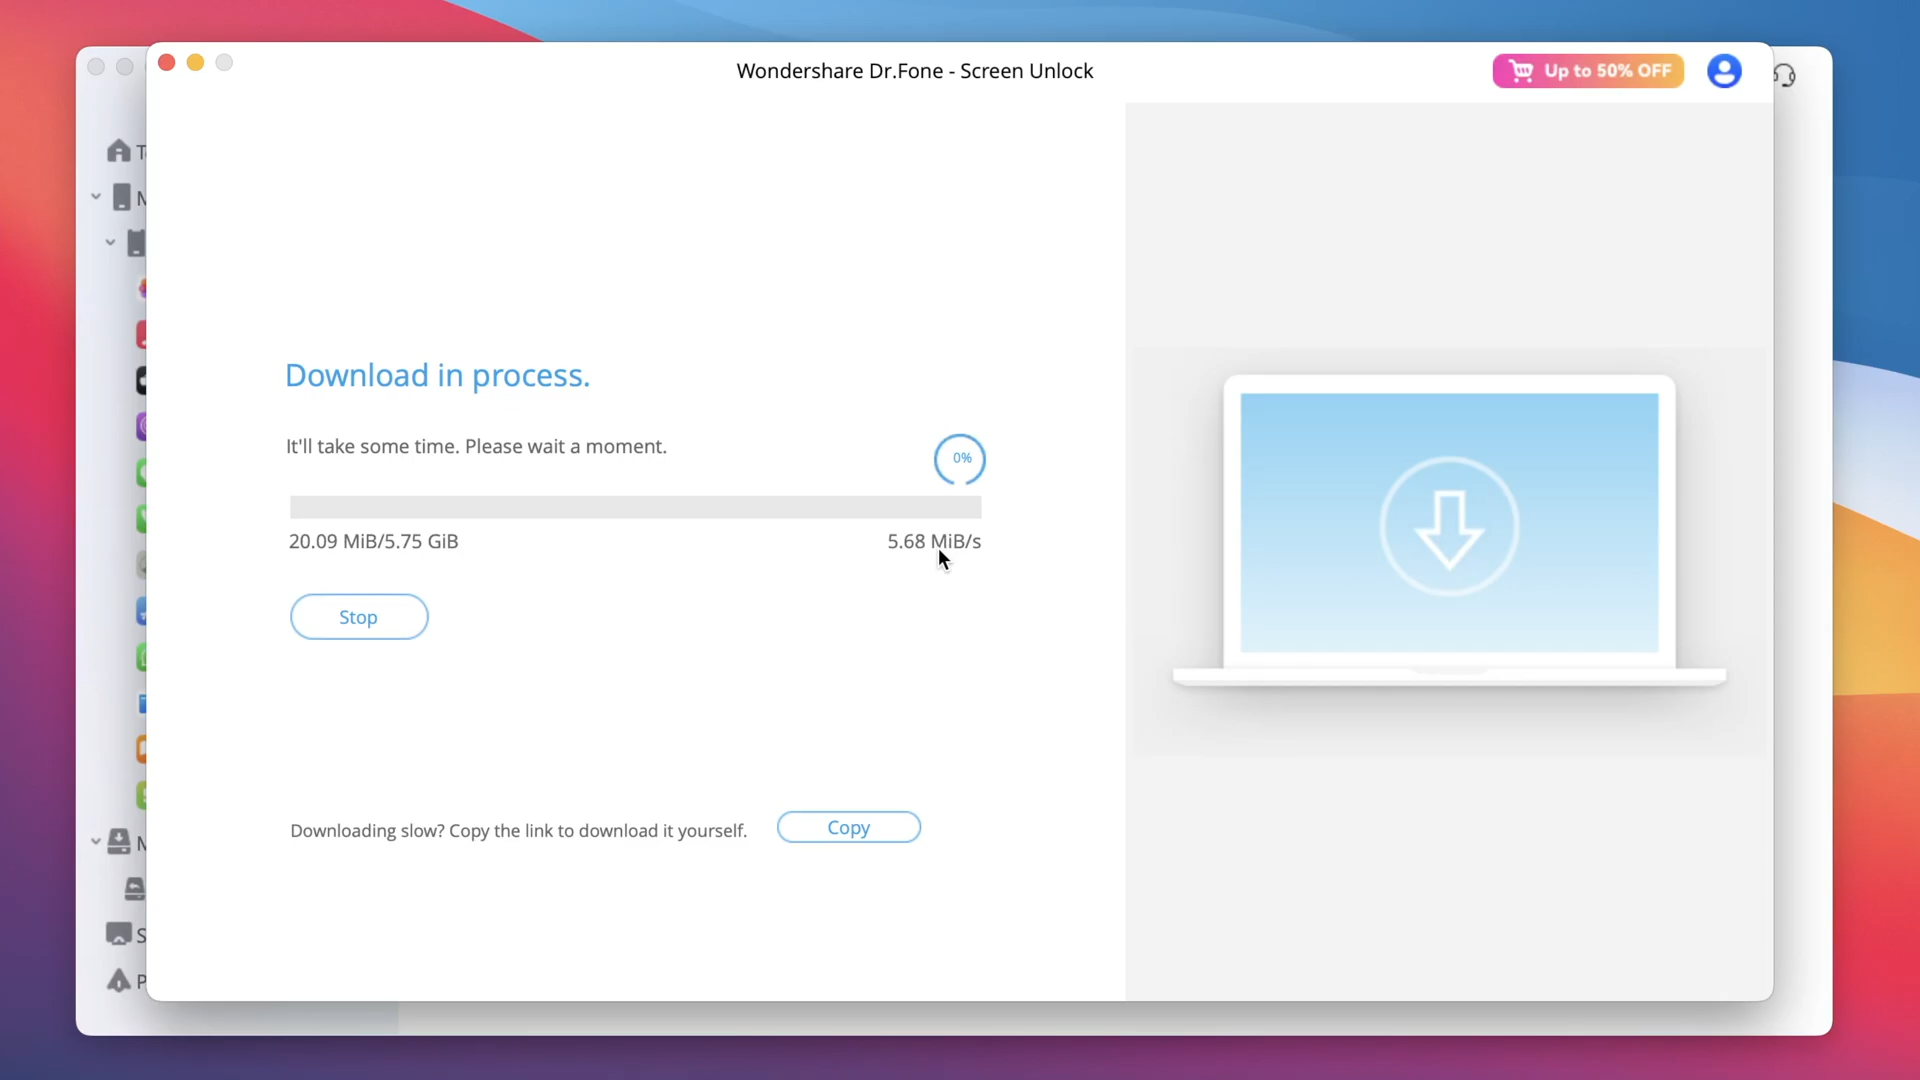 Wondershare Dr.Fone - Screen Unlock
Up to 50% OFF
Download in process.
It'll take some time. Please wait a moment.
0%
20.09 MiB/5.75 GiB
5.68 MiB/s
Stop
Downloading slow? Copy the link to download it yourself.
Copy